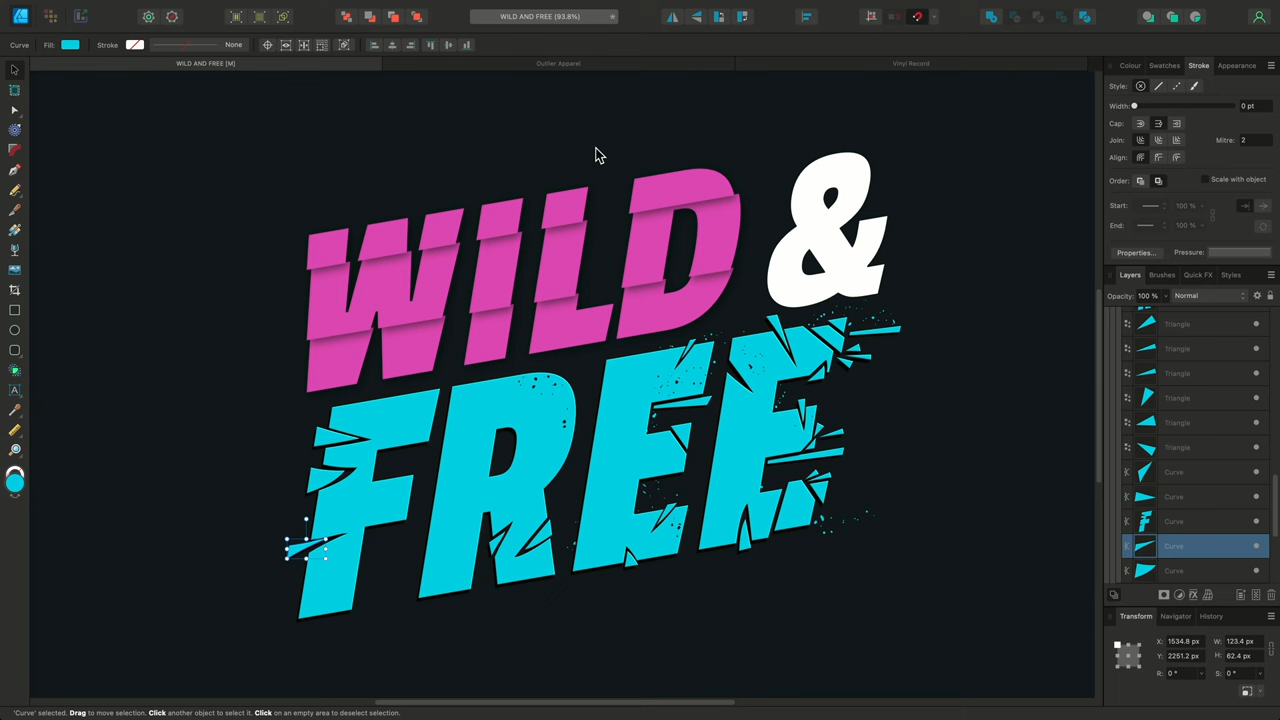 WILD AND FREE (93.8%)
Curve Fill: Stroke None
WILD AND FREE [M] Outlier Apparel Vinyl Record
Colour Swatches Stroke Appearance
Style:
Width: 0 pt
Cap:
Join: Mitre: 2
Align:
Order: Scale with object
Start: 100 %
End: 100 %
Properties... Pressure:
Layers Brushes Quick FX Styles
Opacity: 100 % Normal
Triangle
Triangle
Triangle
Triangle
Triangle
Triangle
Curve
Curve
Curve
Curve
Curve
Transform Navigator History
X: 1534.8 px W: 123.4 px
Y: 2251.2 px H: 62.4 px
R: 0 ° S: 0 °
WILD &
FREE
'Curve' selected. Drag to move selection. Click another object to select it. Click on an empty area to deselect selection.